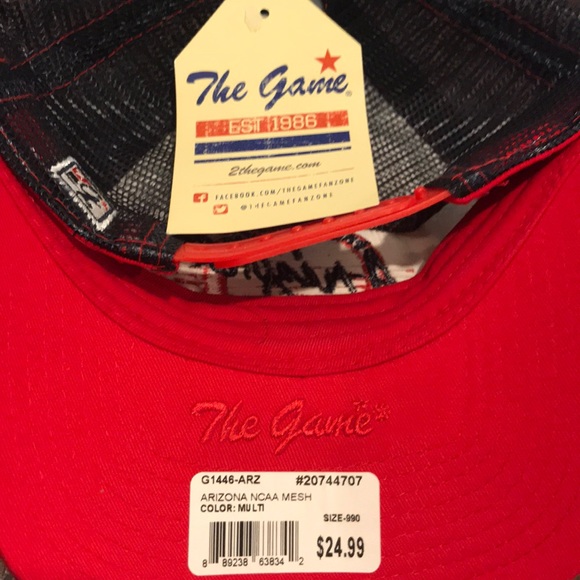 The Game
EST 1986
2thegame.com
FACEBOOK.COM/THEGAMEFANZONE
@THEGAMEFANZONE
The Game
G1446-ARZ #20744707
ARIZONA NCAA MESH
COLOR: MULTI
SIZE-990
8 89238 63834 2
$24.99